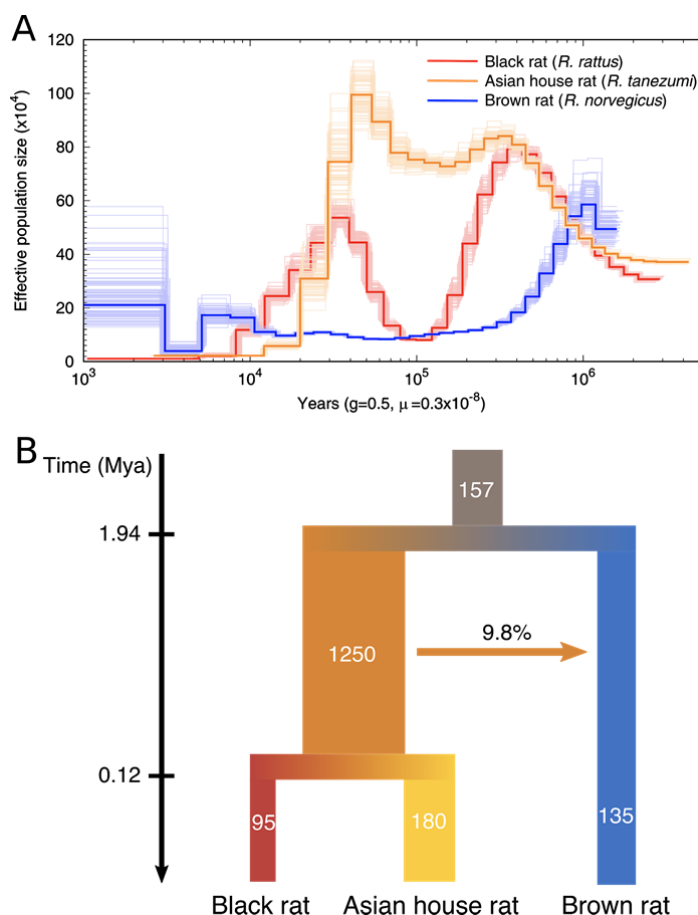 A
120
100
80
60
40
20
0
Effective population size (x10⁴)
Black rat (R. rattus)
Asian house rat (R. tanezumi)
Brown rat (R. norvegicus)
10³ 10⁴ 10⁵ 10⁶
Years (g=0.5, μ=0.3x10⁻⁸)
B
Time (Mya)
157
1.94
9.8%
1250
0.12
95 180 135
Black rat Asian house rat Brown rat